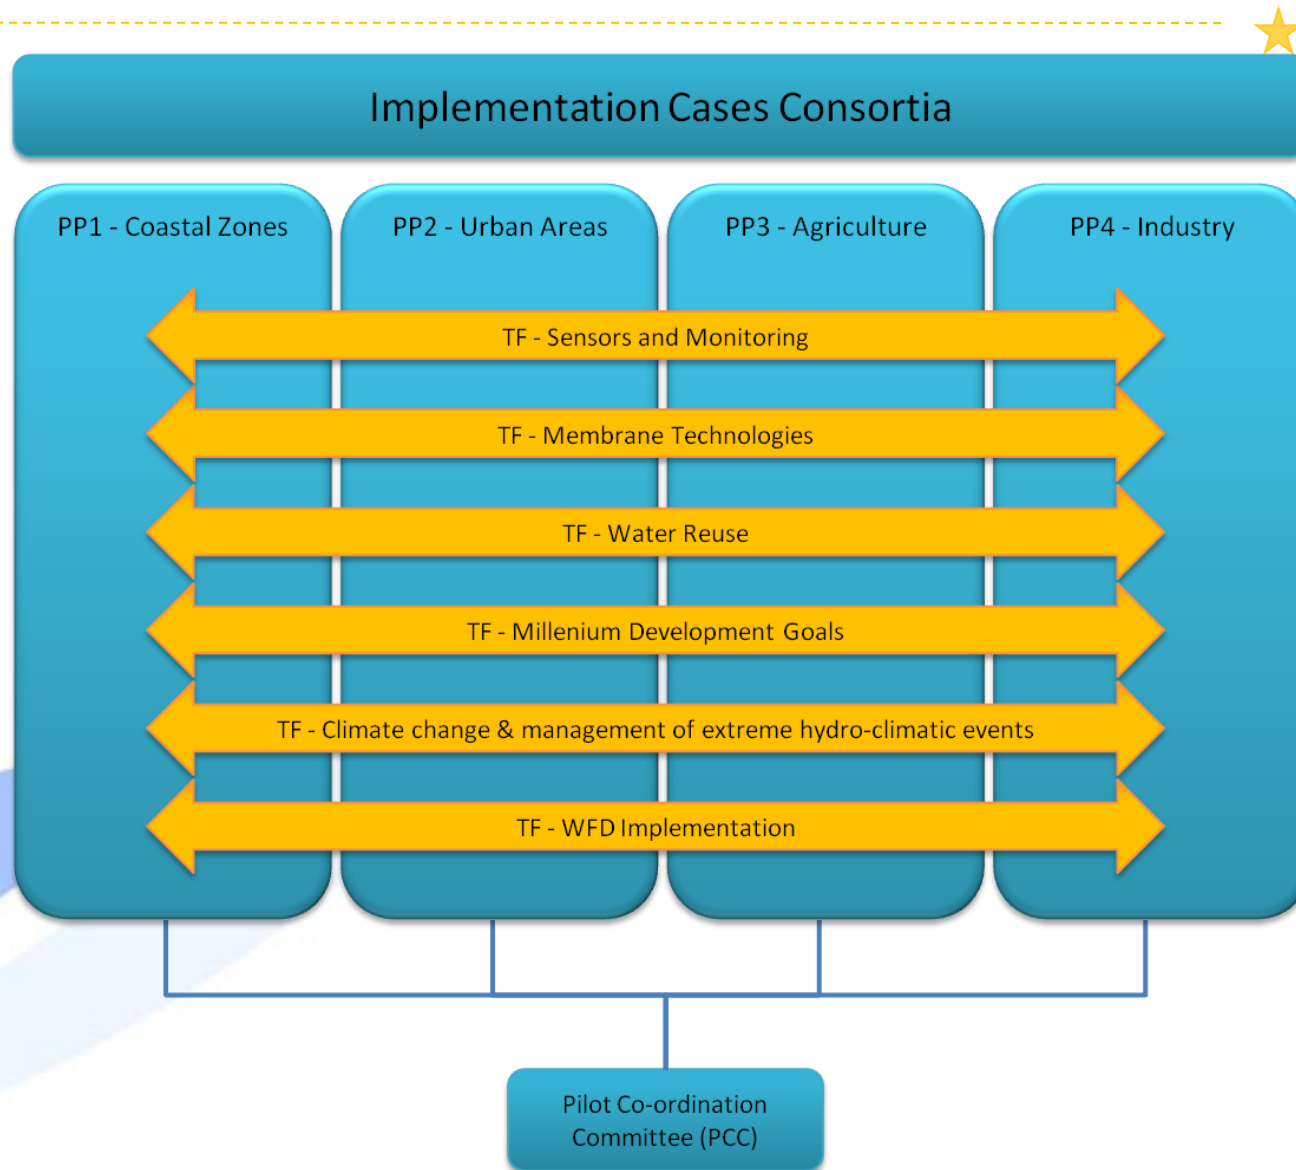 Implementation Cases Consortia
PP1 - Coastal Zones
PP2 - Urban Areas
PP3 - Agriculture
PP4 - Industry
TF - Sensors and Monitoring
TF - Membrane Technologies
TF - Water Reuse
TF - Millenium Development Goals
TF - Climate change & management of extreme hydro-climatic events
TF - WFD Implementation
Pilot Co-ordination
Committee (PCC)